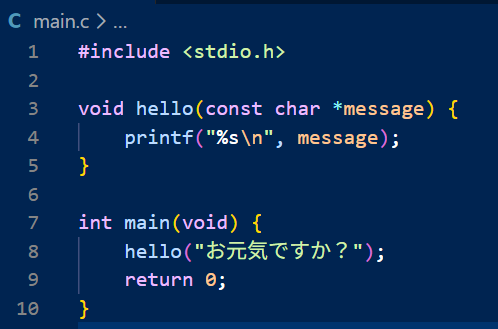 C main.c > ...
1 #include <stdio.h>
2
3 void hello(const char *message) {
4     printf("%s\n", message);
5 }
6
7 int main(void) {
8     hello("お元気ですか？");
9     return 0;
10 }